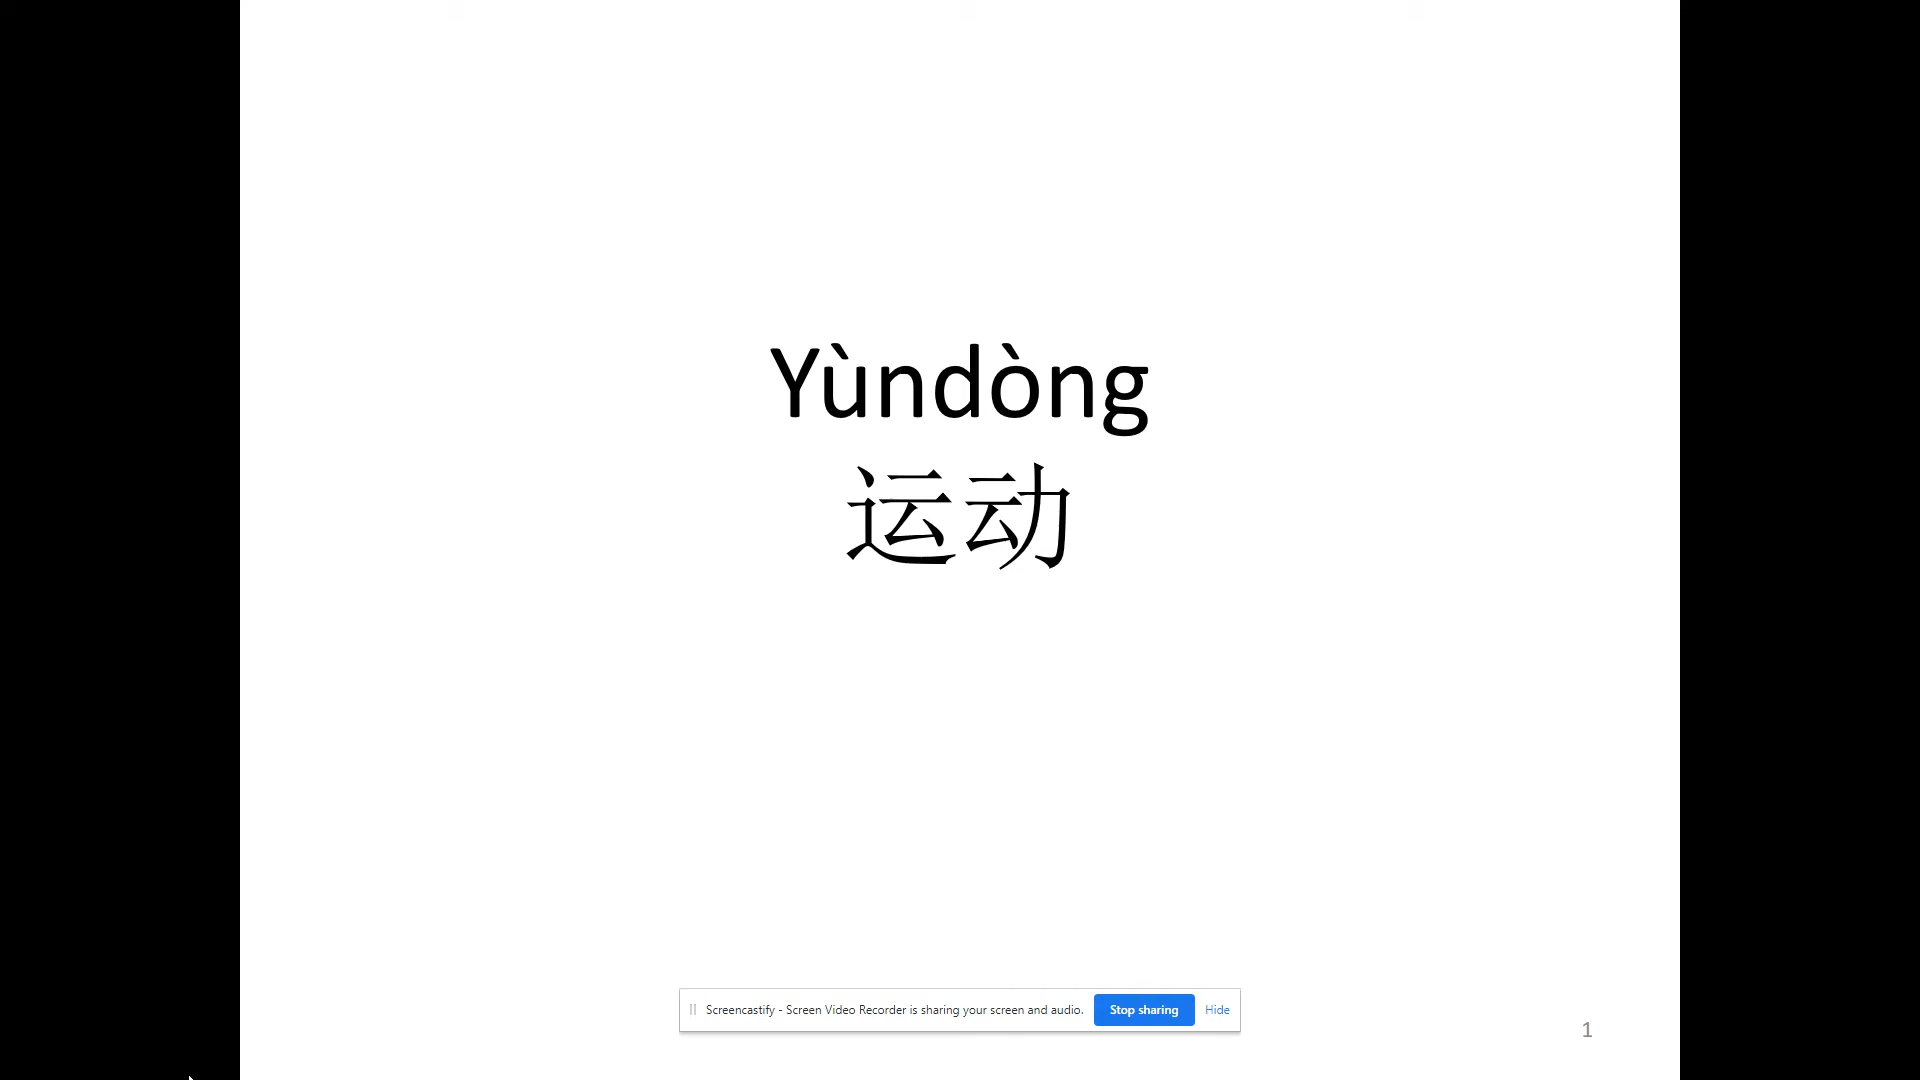 Yùndòng
运动
Screencastify - Screen Video Recorder is sharing your screen and audio. Stop sharing Hide
1